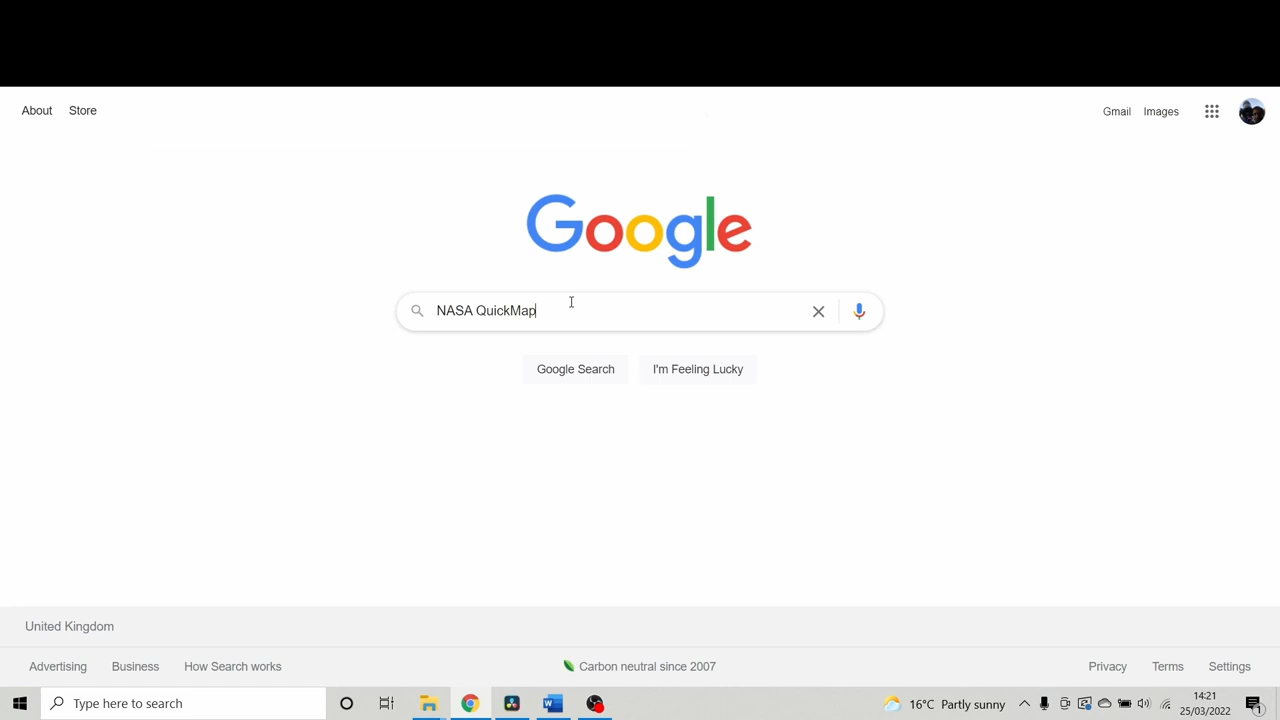 About Store
Gmail Images
Google
NASA QuickMap
Google Search I'm Feeling Lucky
United Kingdom
Advertising Business How Search works
Carbon neutral since 2007
Privacy Terms Settings
Type here to search
16°C Partly sunny
14:21
25/03/2022
1